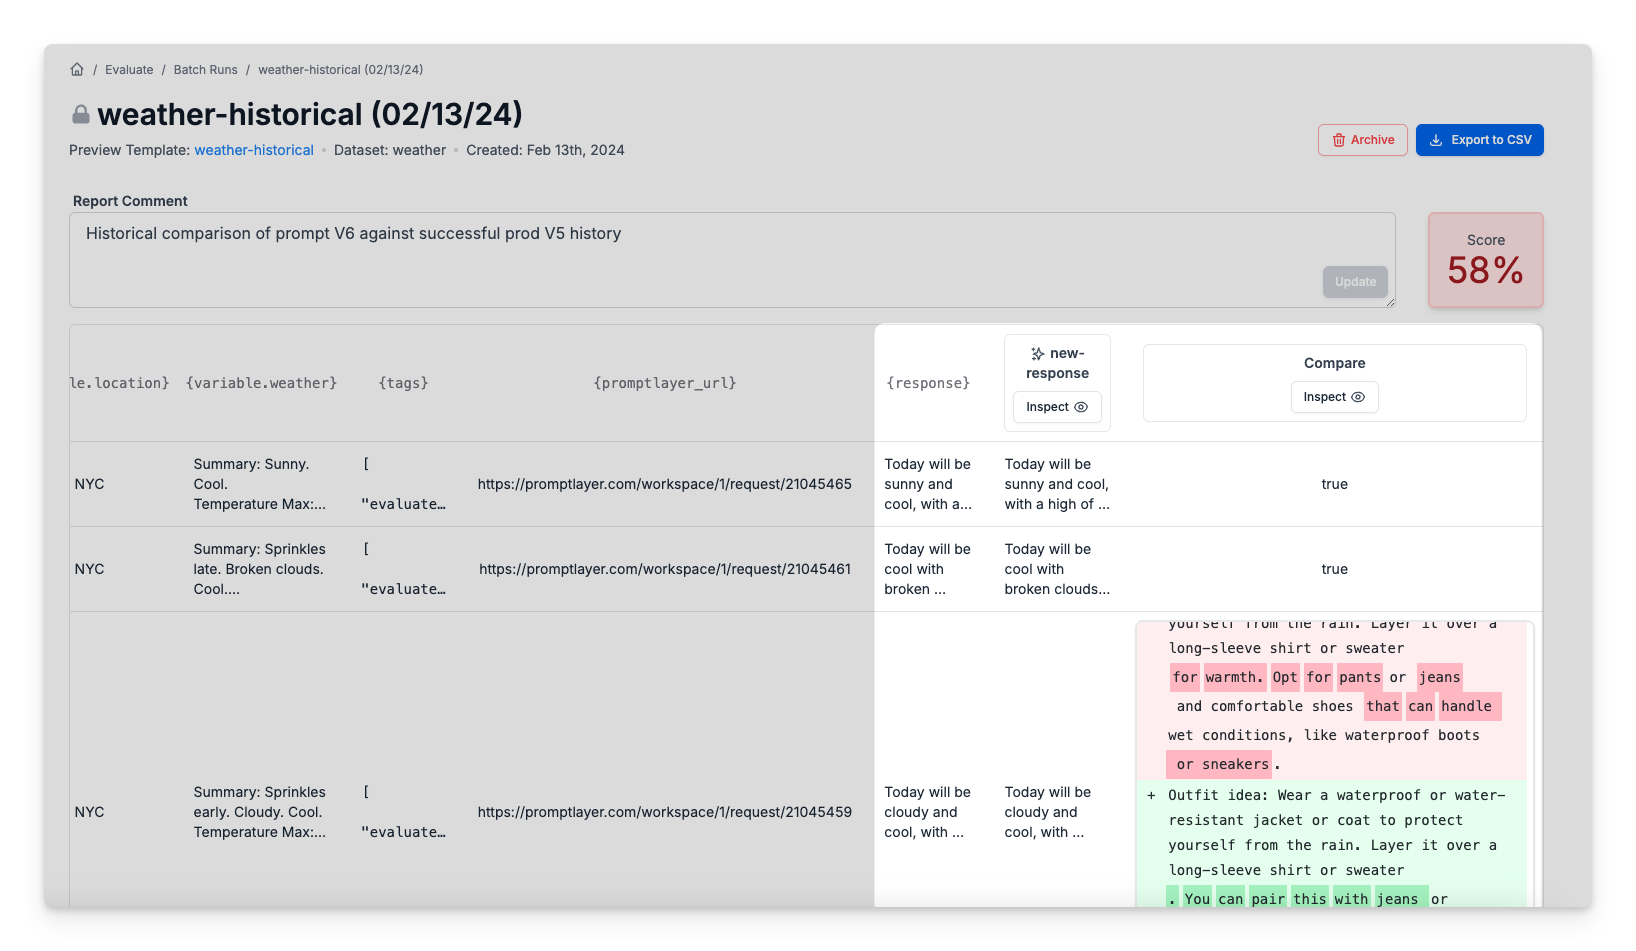 / Evaluate / Batch Runs / weather-historical (02/13/24)
weather-historical (02/13/24)
Preview Template: weather-historical • Dataset: weather • Created: Feb 13th, 2024
Archive
Export to CSV
Report Comment
Historical comparison of prompt V6 against successful prod V5 history
Update
Score
58%
le.location}
{variable.weather}
{tags}
{promptlayer_url}
{response}
new-
response
Inspect
Compare
Inspect
NYC
Summary: Sunny.
Cool.
Temperature Max:...
[
"evaluate…
https://promptlayer.com/workspace/1/request/21045465
Today will be
sunny and
cool, with a...
Today will be
sunny and cool,
with a high of ...
true
NYC
Summary: Sprinkles
late. Broken clouds.
Cool....
[
"evaluate…
https://promptlayer.com/workspace/1/request/21045461
Today will be
cool with
broken ...
Today will be
cool with
broken clouds...
true
NYC
Summary: Sprinkles
early. Cloudy. Cool.
Temperature Max:...
[
"evaluate…
https://promptlayer.com/workspace/1/request/21045459
Today will be
cloudy and
cool, with ...
Today will be
cloudy and
cool, with ...
yourself from the rain. Layer it over a
long-sleeve shirt or sweater
for warmth. Opt for pants or jeans
and comfortable shoes that can handle
wet conditions, like waterproof boots
or sneakers.
+ Outfit idea: Wear a waterproof or water-
resistant jacket or coat to protect
yourself from the rain. Layer it over a
long-sleeve shirt or sweater
. You can pair this with jeans or